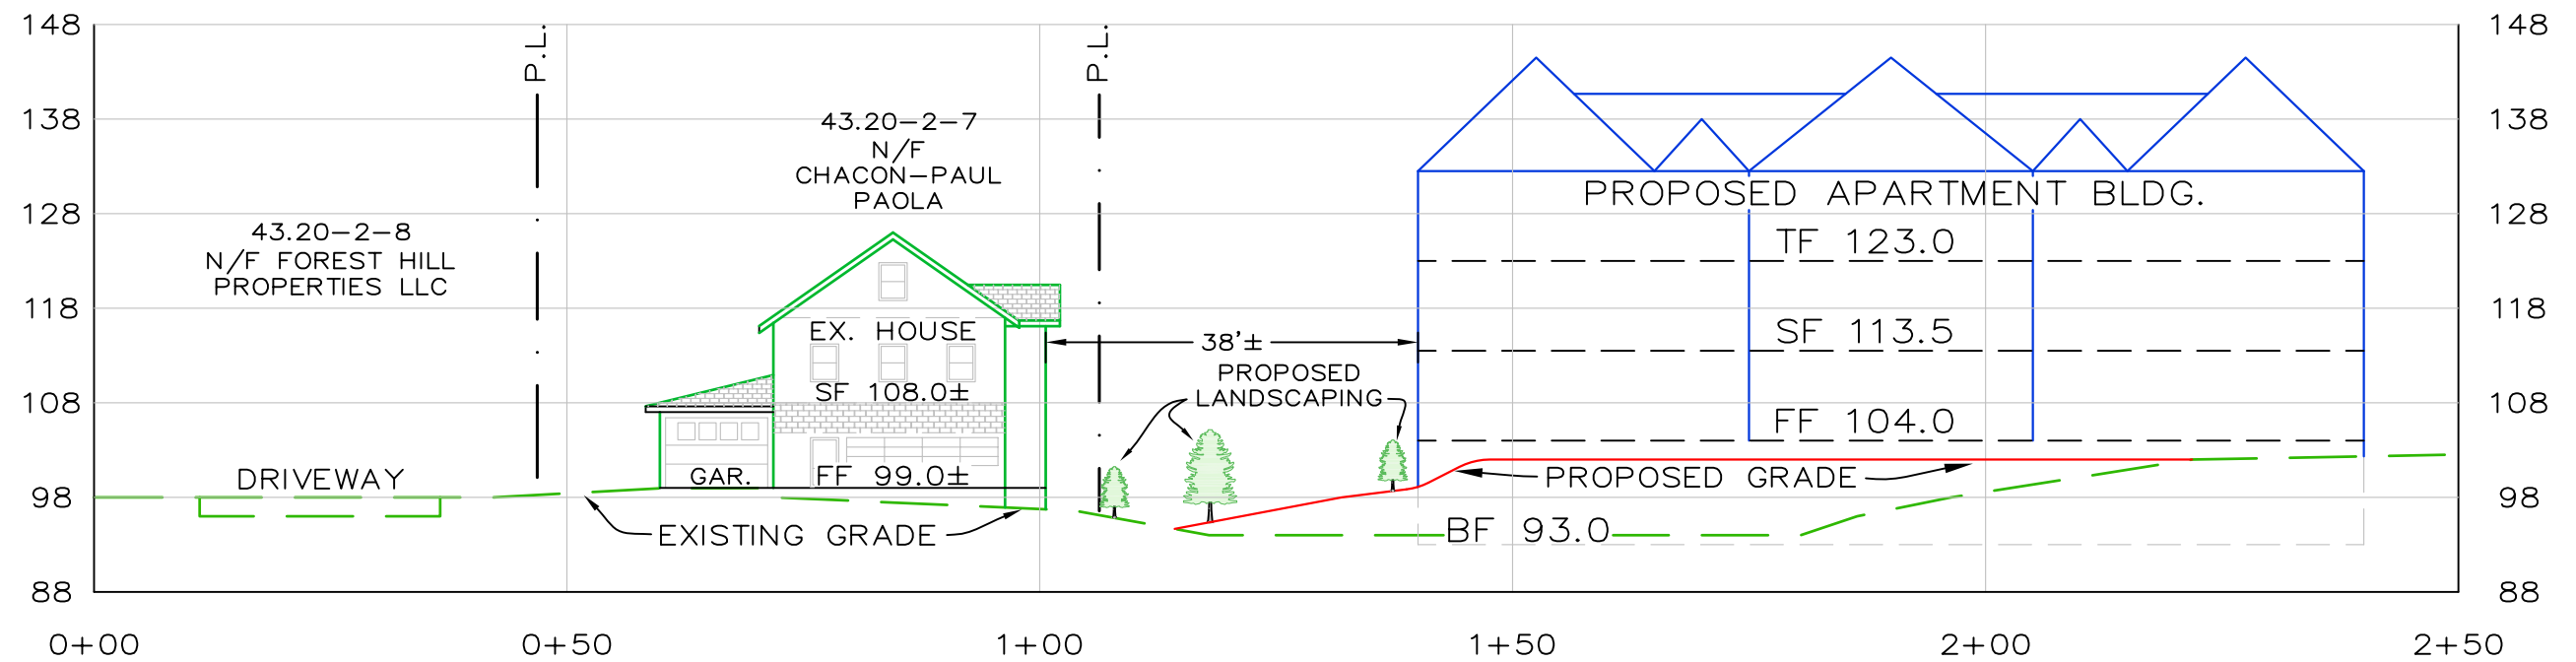 148
138
128
118
108
98
88
P.L.
43.20-2-8
N/F FOREST HILL
PROPERTIES LLC
DRIVEWAY
43.20-2-7
N/F
CHACON-PAUL
PAOLA
EX. HOUSE
SF 108.0±
GAR.
FF 99.0±
EXISTING GRADE
P.L.
38'±
PROPOSED
LANDSCAPING
PROPOSED APARTMENT BLDG.
TF 123.0
SF 113.5
FF 104.0
PROPOSED GRADE
BF 93.0
148
138
128
118
108
98
88
0+00
0+50
1+00
1+50
2+00
2+50